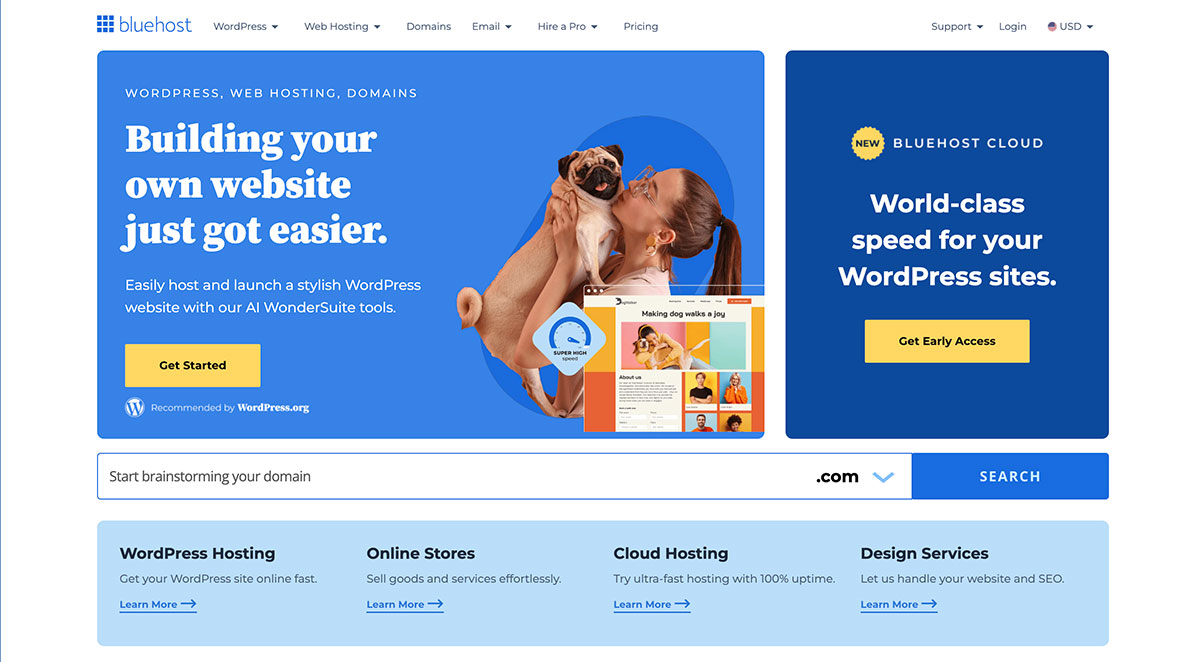 bluehost
WordPress
Web Hosting
Domains
Email
Hire a Pro
Pricing
Support
Login
USD
WORDPRESS, WEB HOSTING, DOMAINS
Building your
own website
just got easier.
Easily host and launch a stylish WordPress
website with our AI WonderSuite tools.
Get Started
Recommended by WordPress.org
SUPER HIGH
speed
Making dog walks a joy
About us
NEW BLUEHOST CLOUD
World-class
speed for your
WordPress sites.
Get Early Access
Start brainstorming your domain
.com
SEARCH
WordPress Hosting
Get your WordPress site online fast.
Learn More
Online Stores
Sell goods and services effortlessly.
Learn More
Cloud Hosting
Try ultra-fast hosting with 100% uptime.
Learn More
Design Services
Let us handle your website and SEO.
Learn More